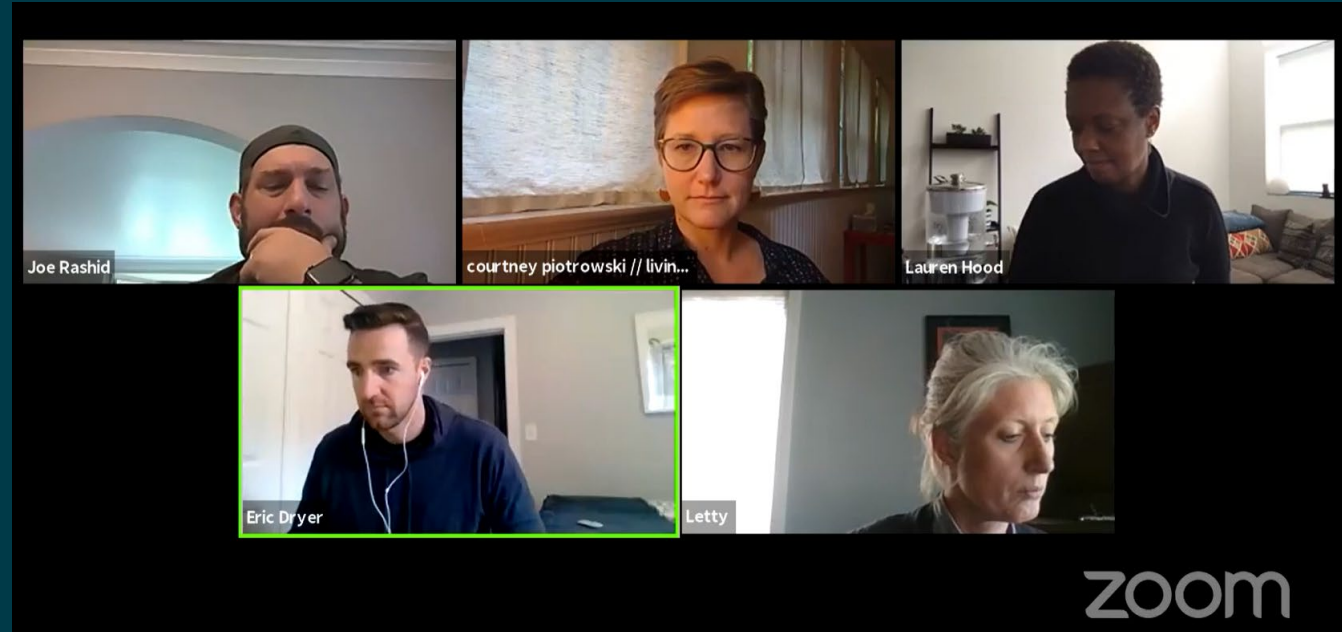 Joe Rashid
courtney piotrowski // livin...
Lauren Hood
Eric Dryer
Letty
zoom